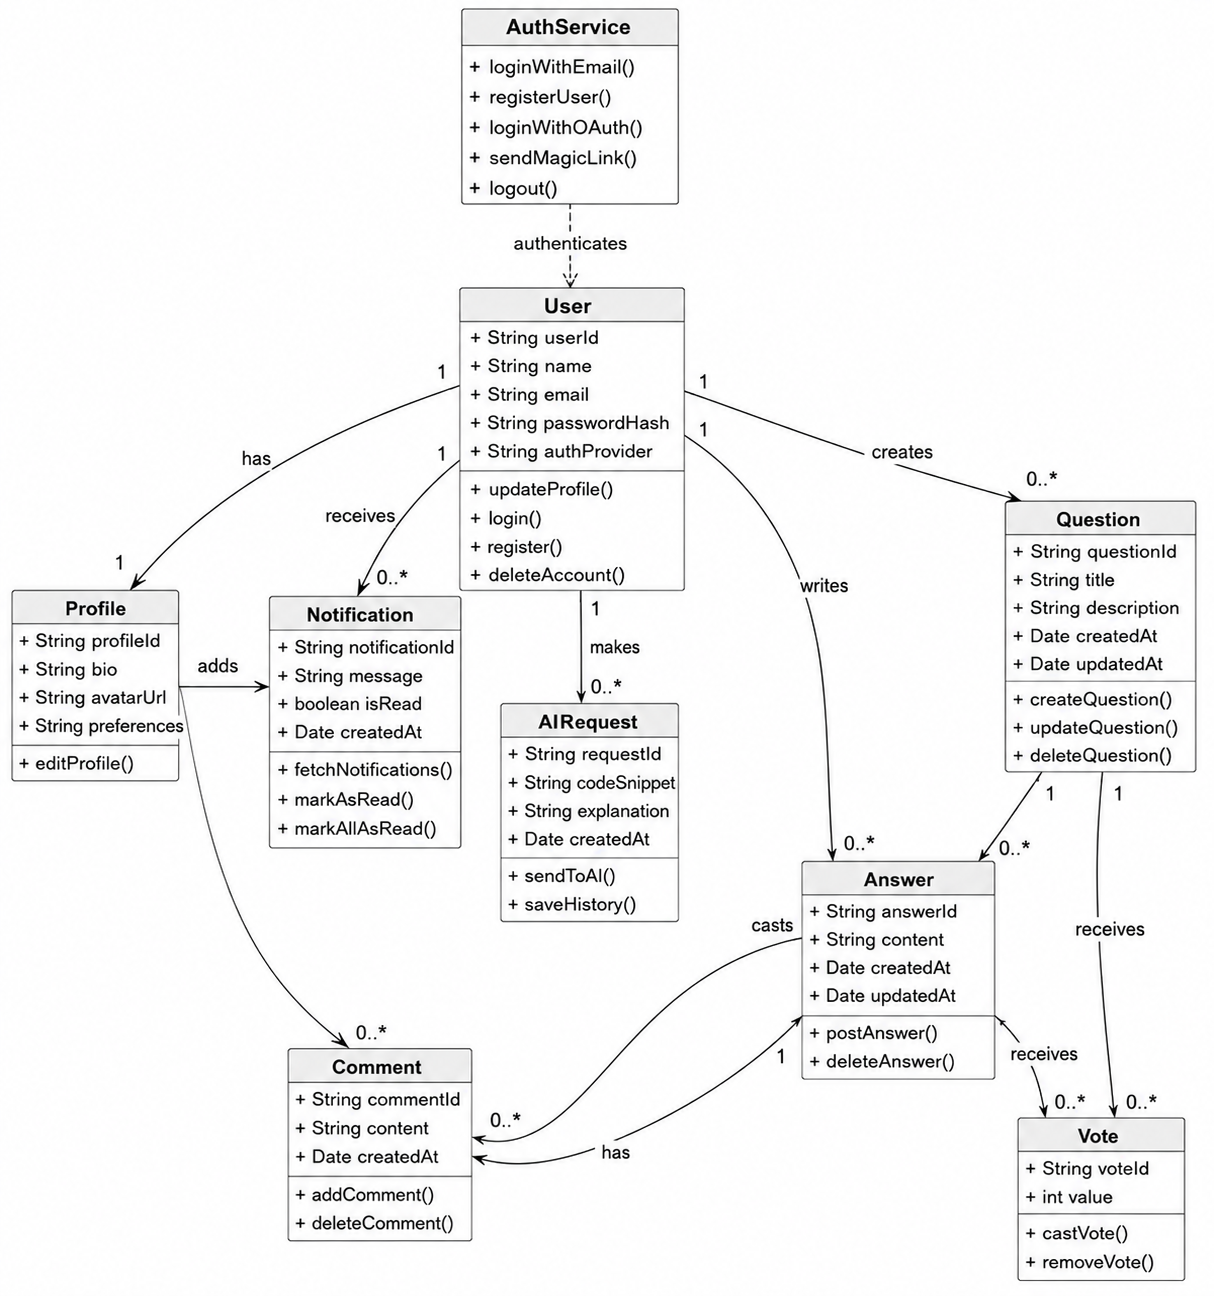 AuthService
+ loginWithEmail()
+ registerUser()
+ loginWithOAuth()
+ sendMagicLink()
+ logout()
authenticates
User
+ String userId
+ String name
+ String email
+ String passwordHash
+ String authProvider
+ updateProfile()
+ login()
+ register()
+ deleteAccount()
1
has
1
1
receives
0..*
1
makes
0..*
1
writes
0..*
1
creates
0..*
Profile
+ String profileId
+ String bio
+ String avatarUrl
+ String preferences
+ editProfile()
adds
Notification
+ String notificationId
+ String message
+ boolean isRead
+ Date createdAt
+ fetchNotifications()
+ markAsRead()
+ markAllAsRead()
AIRequest
+ String requestId
+ String codeSnippet
+ String explanation
+ Date createdAt
+ sendToAI()
+ saveHistory()
Question
+ String questionId
+ String title
+ String description
+ Date createdAt
+ Date updatedAt
+ createQuestion()
+ updateQuestion()
+ deleteQuestion()
1
0..*
1
receives
0..*
Answer
+ String answerId
+ String content
+ Date createdAt
+ Date updatedAt
+ postAnswer()
+ deleteAnswer()
casts
0..*
1
has
receives
0..*
0..*
Comment
+ String commentId
+ String content
+ Date createdAt
+ addComment()
+ deleteComment()
Vote
+ String voteId
+ int value
+ castVote()
+ removeVote()